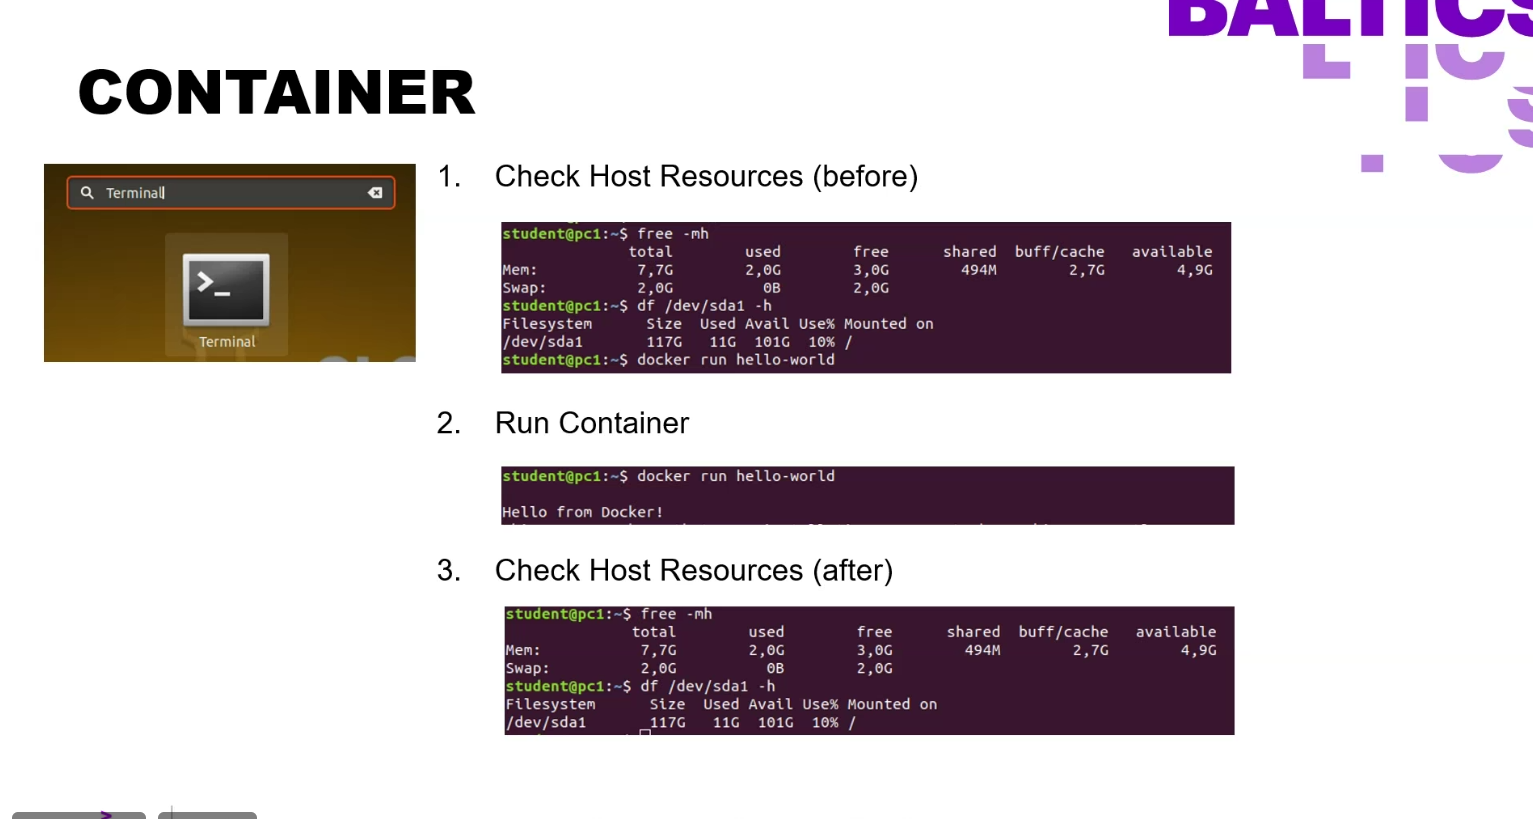 BALTICS
CONTAINER
Terminal
Terminal
1. Check Host Resources (before)
student@pc1:~$ free -mh
total used free shared buff/cache available
Mem: 7,7G 2,0G 3,0G 494M 2,7G 4,9G
Swap: 2,0G 0B 2,0G
student@pc1:~$ df /dev/sda1 -h
Filesystem Size Used Avail Use% Mounted on
/dev/sda1 117G 11G 101G 10% /
student@pc1:~$ docker run hello-world
2. Run Container
student@pc1:~$ docker run hello-world
Hello from Docker!
3. Check Host Resources (after)
student@pc1:~$ free -mh
total used free shared buff/cache available
Mem: 7,7G 2,0G 3,0G 494M 2,7G 4,9G
Swap: 2,0G 0B 2,0G
student@pc1:~$ df /dev/sda1 -h
Filesystem Size Used Avail Use% Mounted on
/dev/sda1 117G 11G 101G 10% /